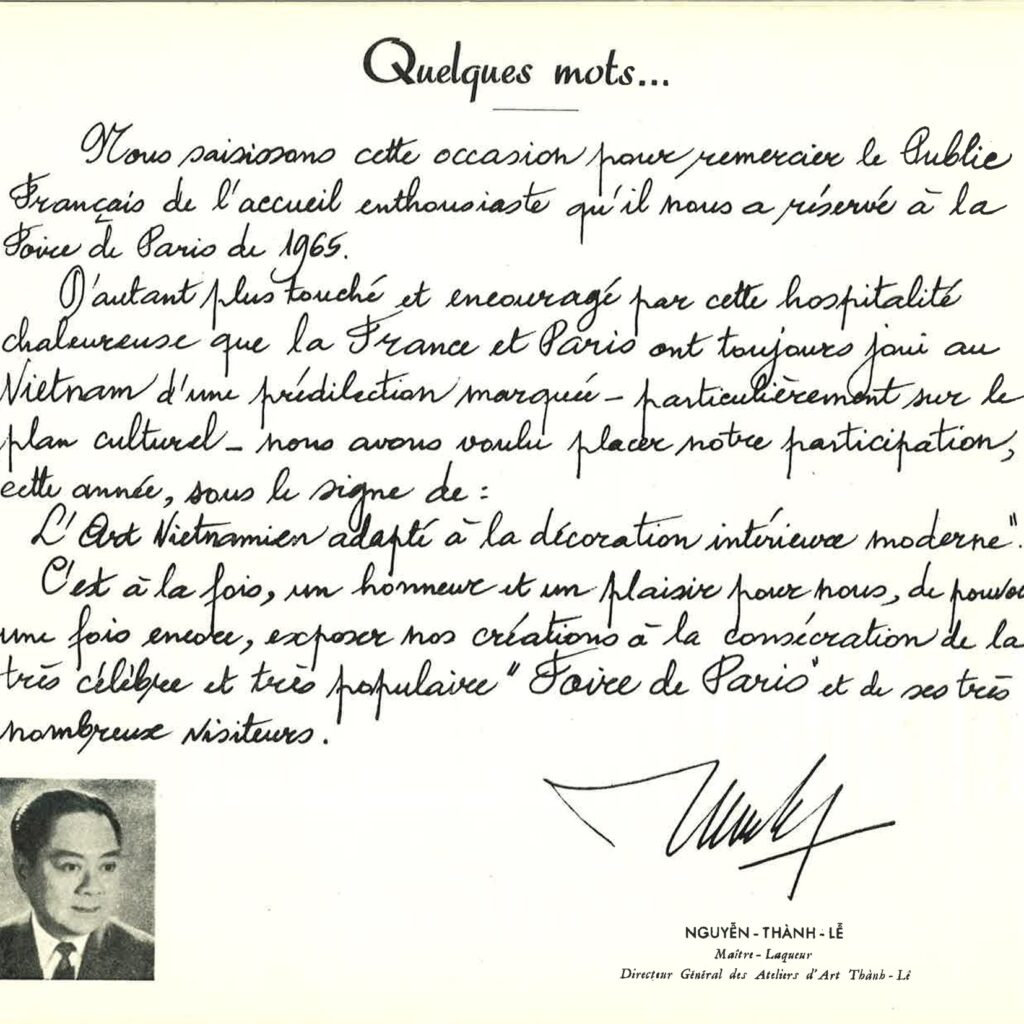 Quelques mots...
Nous saisissons cette occasion pour remercier le Public
Français de l'accueil enthousiaste qu'il nous a réservé à la
Foire de Paris de 1965.
D'autant plus touché et encouragé par cette hospitalité
chaleureuse que la France et Paris ont toujours joui au
Vietnam d'une prédilection marquée - particulièrement sur le
plan culturel - nous avons voulu placer notre participation,
cette année, sous le signe de :
L'Art Vietnamien adapté à la décoration intérieure moderne".
C'est à la fois, un honneur et un plaisir pour nous, de pouvoi
une fois encore, exposer nos créations à la consécration de la
très célèbre et très populaire "Foire de Paris" et de ses très
nombreux visiteurs.
NGUYỄN - THÀNH - LỄ
Maître - Laqueur
Directeur Général des Ateliers d'Art Thành - Lê